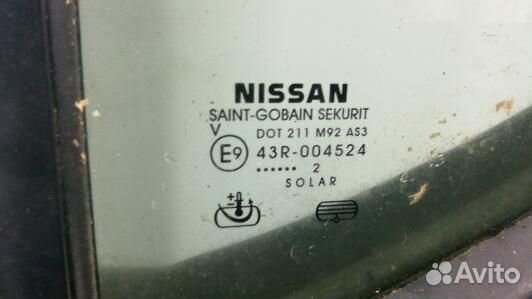 NISSAN
SAINT-GOBAIN SEKURIT
V
DOT 211 M92 AS3
E9 43R-004524
...... 2
SOLAR
Avito